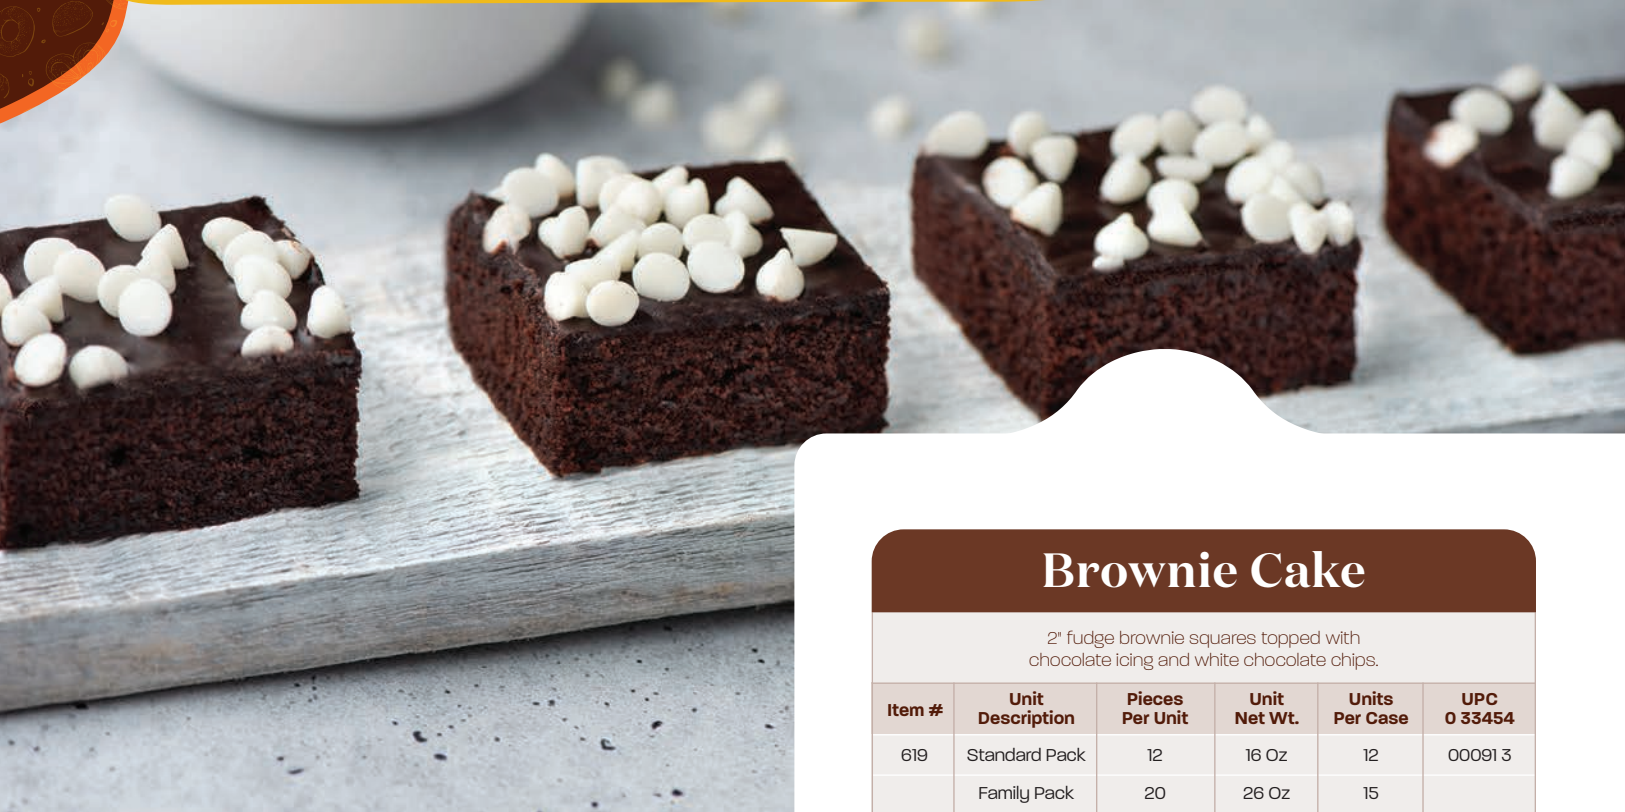 Brownie Cake
2" fudge brownie squares topped with
chocolate icing and white chocolate chips.
Item # Unit Description Pieces Per Unit Unit Net Wt. Units Per Case UPC 0 33454
619 Standard Pack 12 16 Oz 12 00091 3
Family Pack 20 26 Oz 15